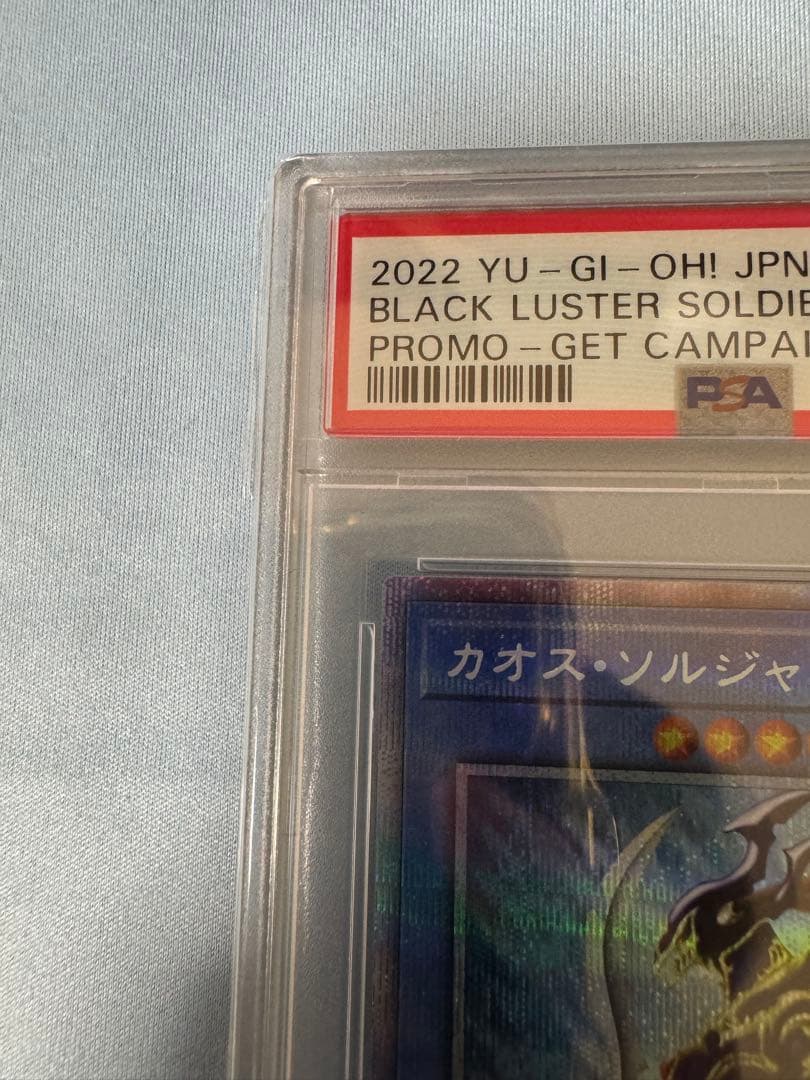 2022 YU-GI-OH! JPN
BLACK LUSTER SOLDIE
PROMO-GET CAMPAI
PSA
カオス・ソルジャ